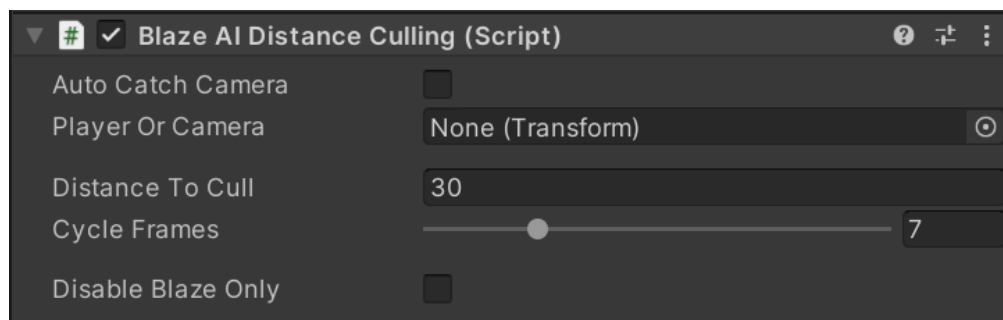 # Blaze AI Distance Culling (Script)
Auto Catch Camera
Player Or Camera None (Transform)
Distance To Cull 30
Cycle Frames 7
Disable Blaze Only